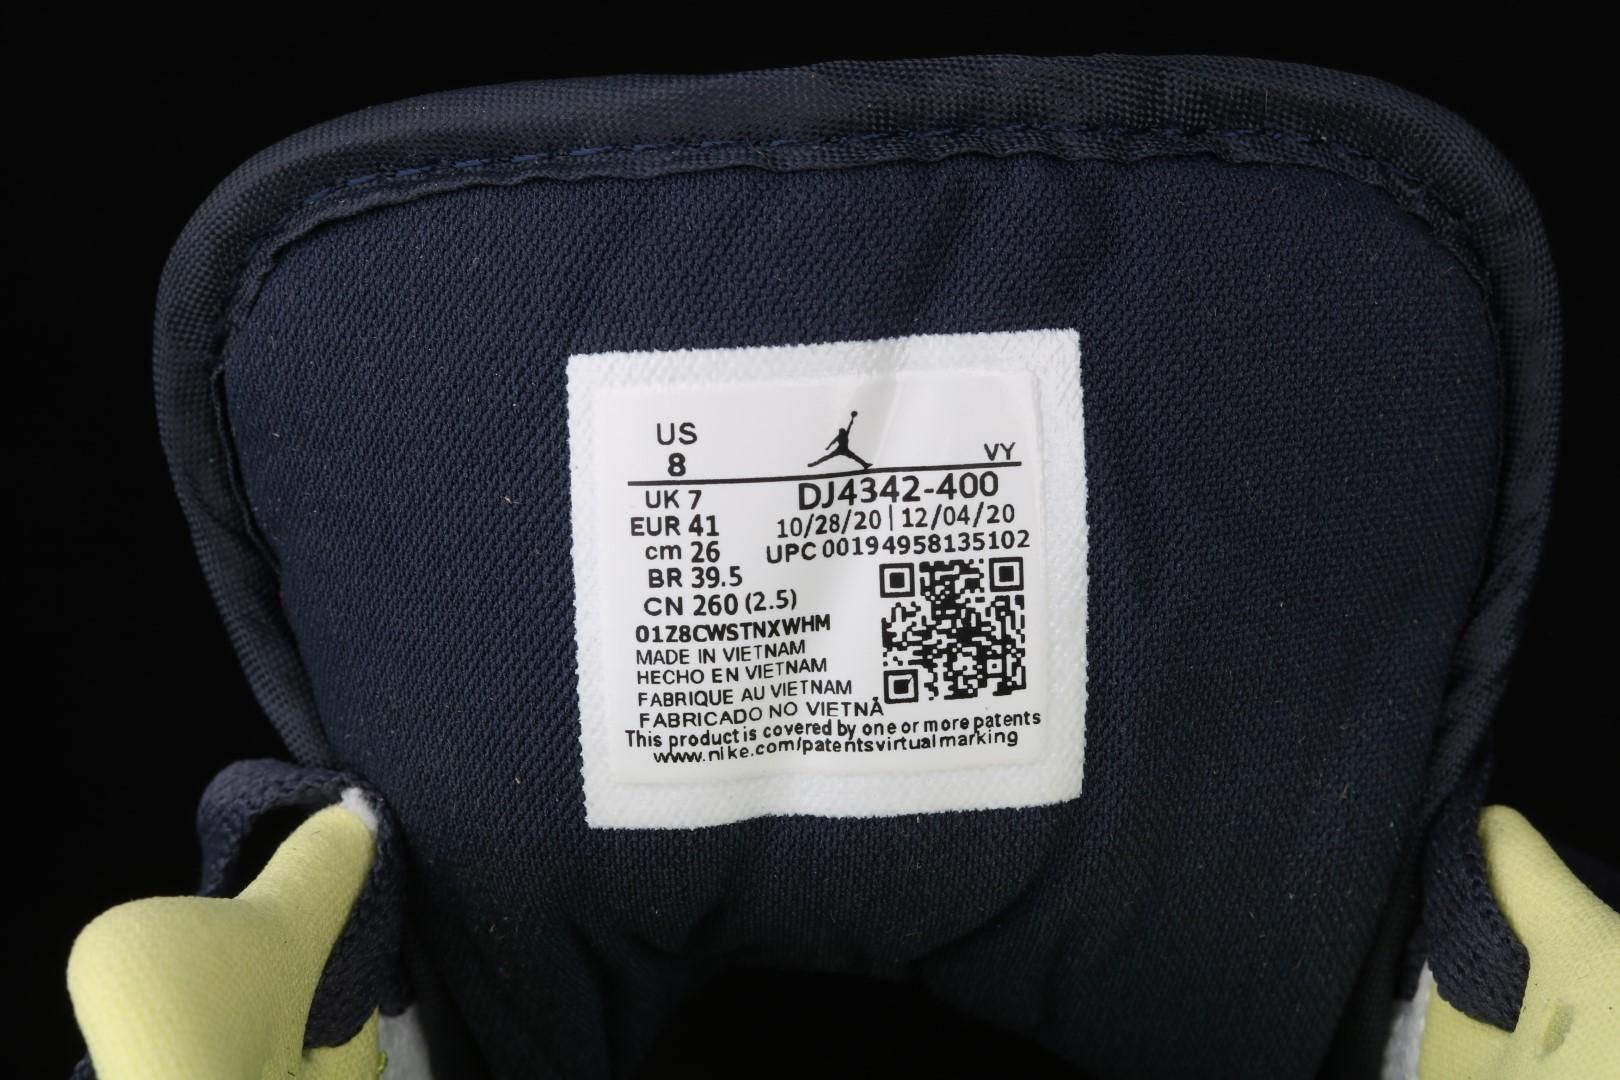 US
8
VY
UK 7
DJ4342-400
EUR 41
10/28/20 | 12/04/20
cm 26
UPC 00194958135102
BR 39.5
CN 260 (2.5)
01Z8CWSTNXWHM
MADE IN VIETNAM
HECHO EN VIETNAM
FABRIQUE AU VIETNAM
FABRICADO NO VIETNÃ
This product is covered by one or more patents
www.nike.com/patentsvirtualmarking